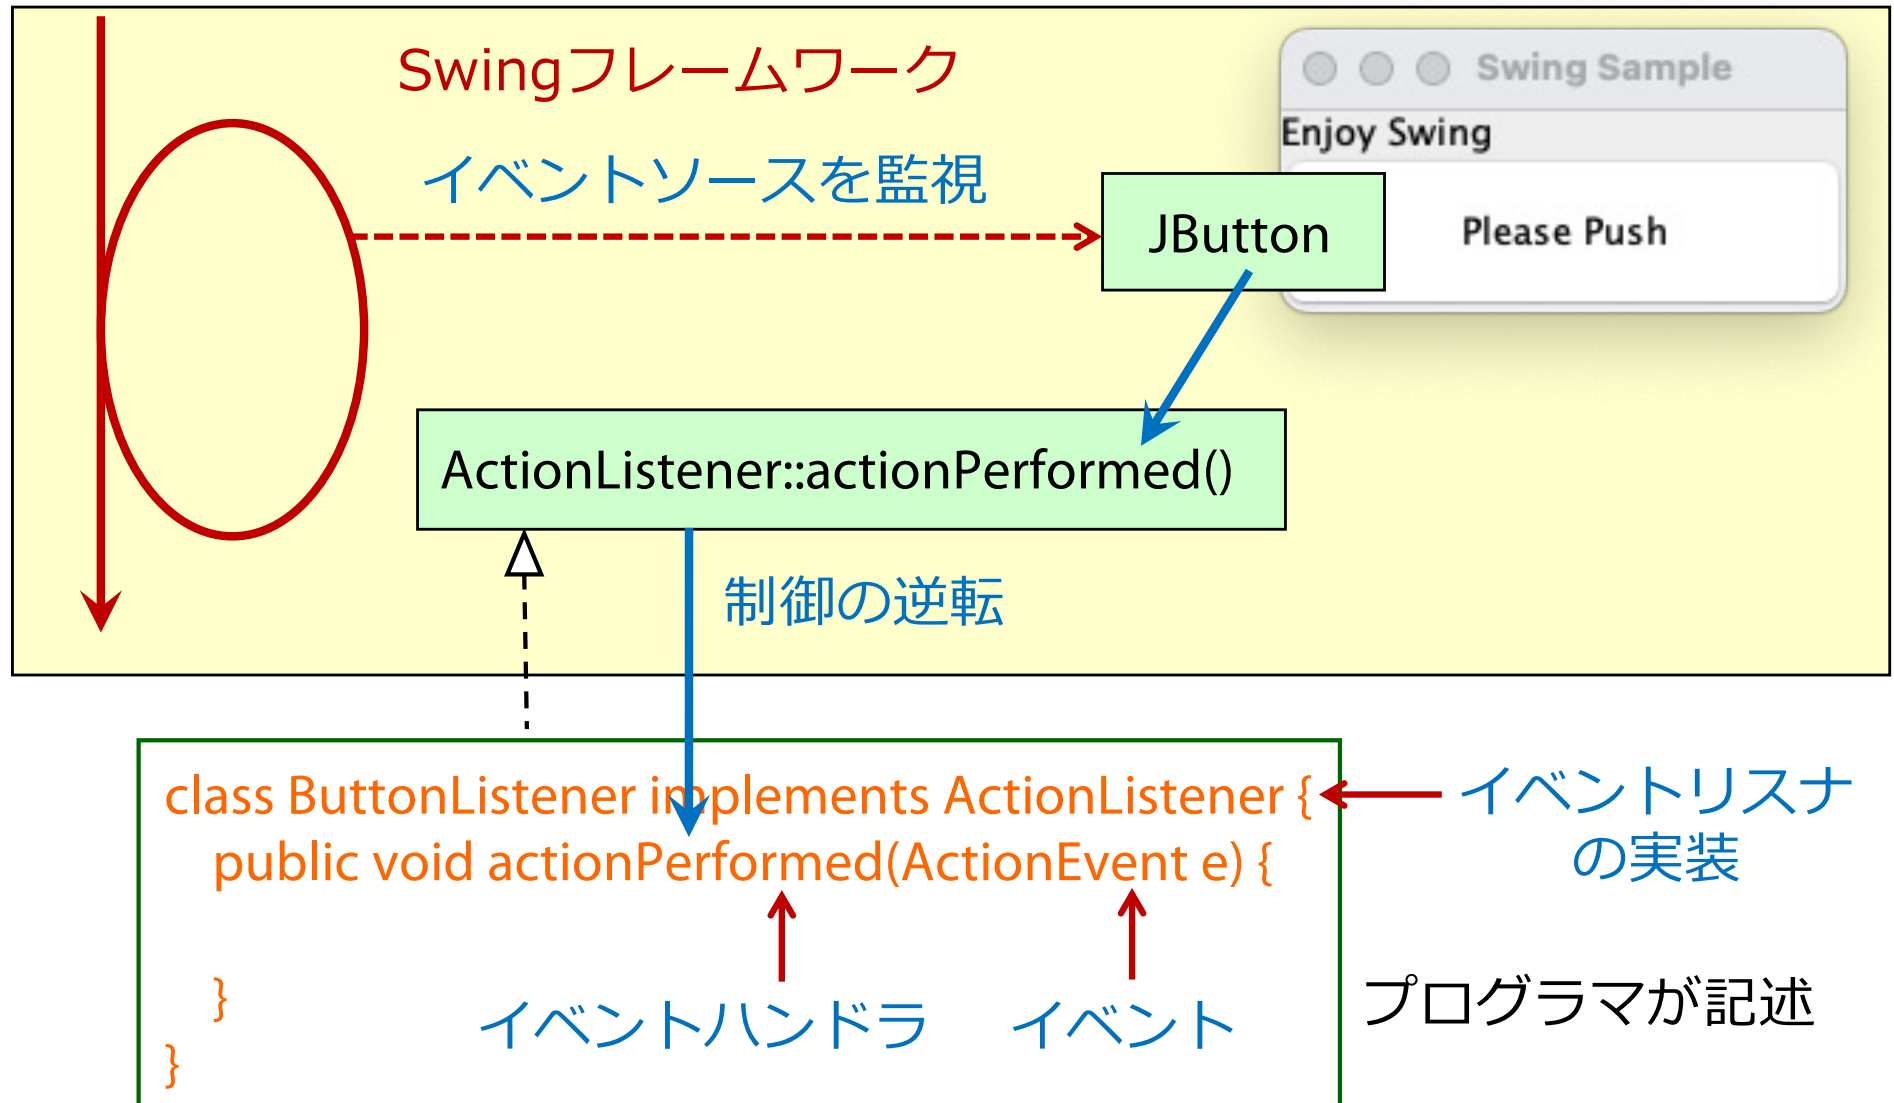 Swingフレームワーク
Swing Sample
Enjoy Swing
イベントソースを監視
JButton
Please Push
ActionListener::actionPerformed()
制御の逆転
class ButtonListener implements ActionListener {
public void actionPerformed(ActionEvent e) {
}
}
イベントリスナ
の実装
イベントハンドラ
イベント
プログラマが記述